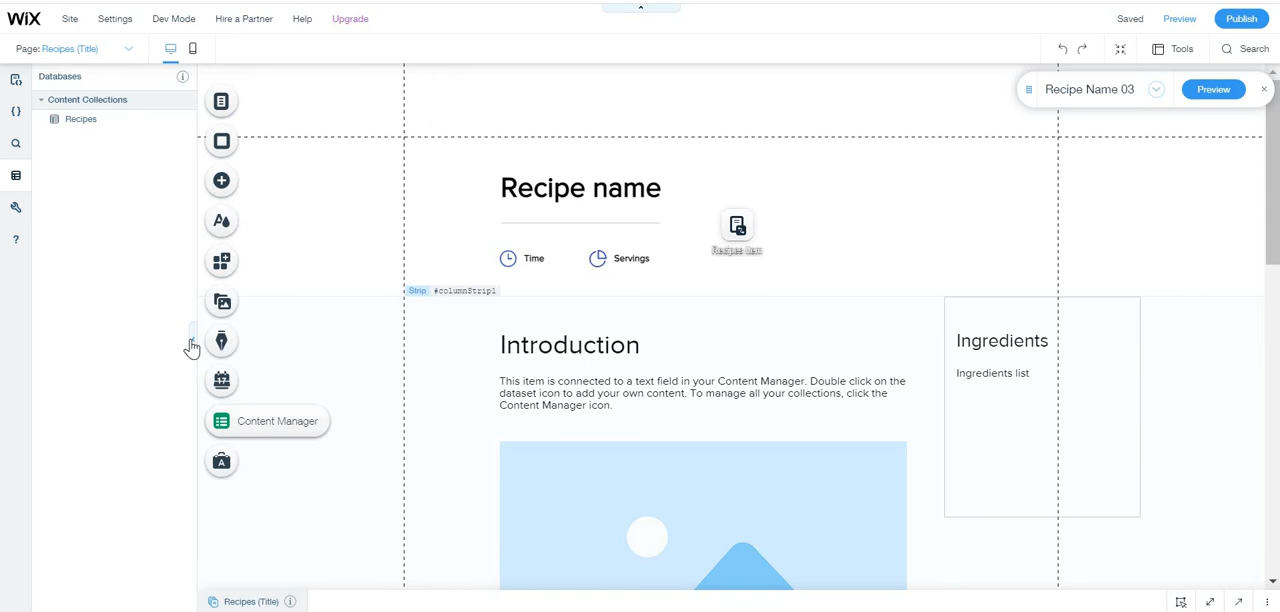 WiX Site Settings Dev Mode Hire a Partner Help Upgrade Saved Preview Publish
Page: Recipes (Title) Tools Search
Databases
Content Collections
Recipes
Recipe Name 03 Preview
Recipe name
Time Servings
Recipes Item
Strip #columnStrip1
Introduction
This item is connected to a text field in your Content Manager. Double click on the
dataset icon to add your own content. To manage all your collections, click the
Content Manager icon.
Ingredients
Ingredients list
17
Content Manager
A
Recipes (Title)